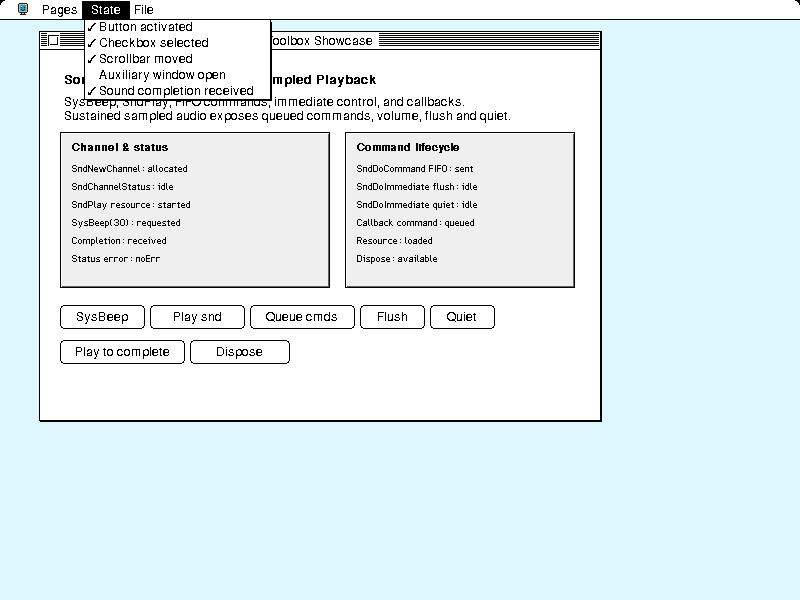 Pages State File
✓Button activated
✓Checkbox selected
✓Scrollbar moved
Auxiliary window open
✓Sound completion received
oolbox Showcase
mpled Playback
SysBeep, SndPlay, FIFO commands, immediate control, and callbacks.
Sustained sampled audio exposes queued commands, volume, flush and quiet.
Channel & status
SndNewChannel: allocated
SndChannelStatus: idle
SndPlay resource: started
SysBeep(30): requested
Completion: received
Status error: noErr
Command lifecycle
SndDoCommand FIFO: sent
SndDoImmediate flush: idle
SndDoImmediate quiet: idle
Callback command: queued
Resource: loaded
Dispose: available
SysBeep Play snd Queue cmds Flush Quiet
Play to complete Dispose